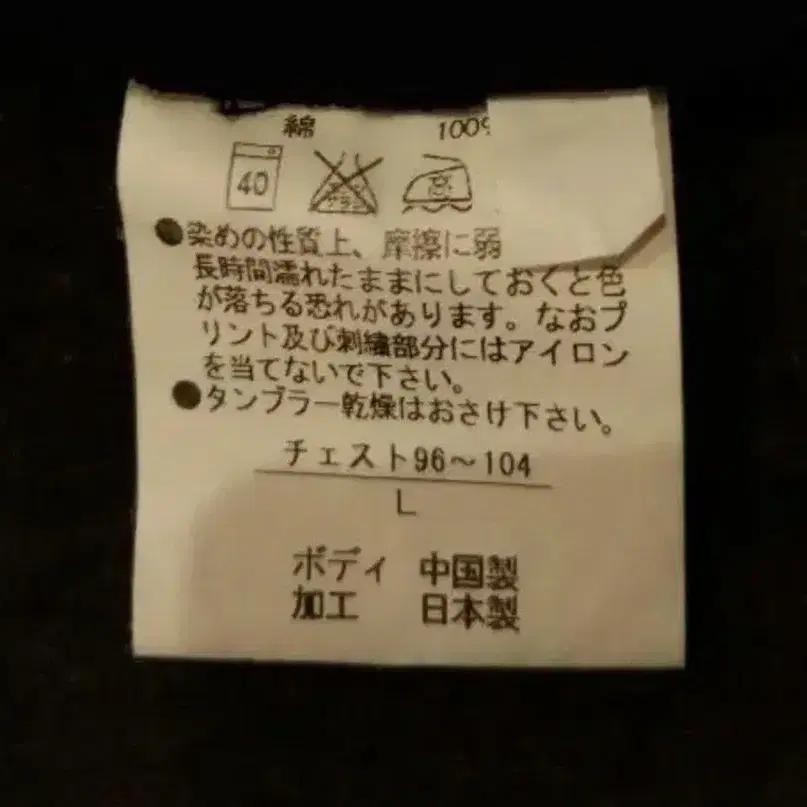 綿 100%
40
●染めの性質上、摩擦に弱
長時間濡れたままにしておくと色
が落ちる恐れがあります。なおプ
リント及び刺繍部分にはアイロン
を当てないで下さい。
●タンブラー乾燥はおさけ下さい。
チェスト96～104
L
ボディ 中国製
加工 日本製